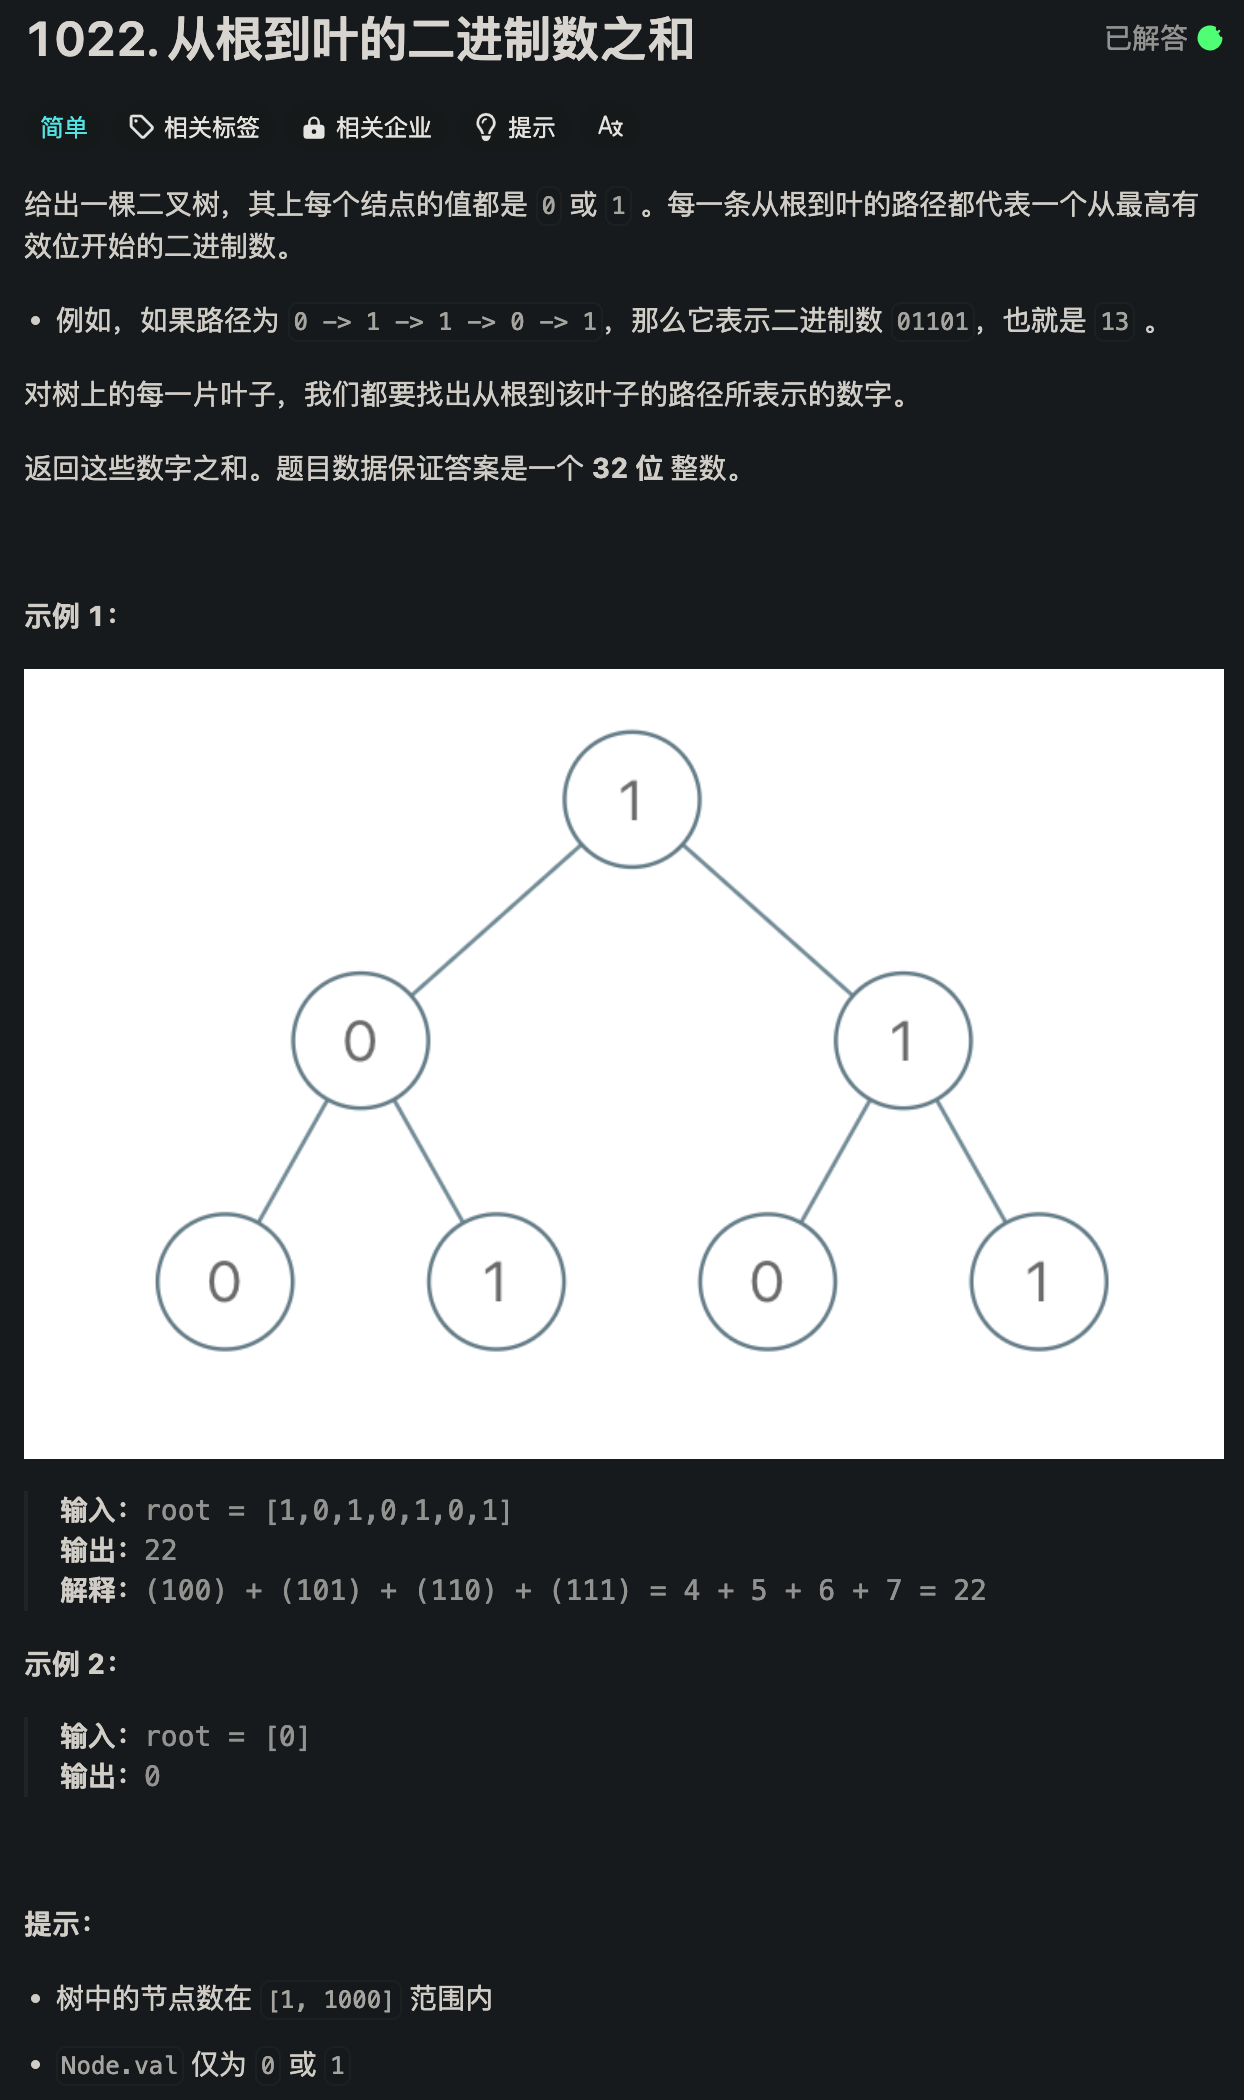 1022. 从根到叶的二进制数之和
已解答
简单 相关标签 相关企业 提示 A文
给出一棵二叉树，其上每个结点的值都是 0 或 1 。每一条从根到叶的路径都代表一个从最高有
效位开始的二进制数。
• 例如，如果路径为 0 -> 1 -> 1 -> 0 -> 1，那么它表示二进制数 01101，也就是 13 。
对树上的每一片叶子，我们都要找出从根到该叶子的路径所表示的数字。
返回这些数字之和。题目数据保证答案是一个 32 位 整数。
示例 1：
1
0 1
0 1 0 1
输入：root = [1,0,1,0,1,0,1]
输出：22
解释：(100) + (101) + (110) + (111) = 4 + 5 + 6 + 7 = 22
示例 2：
输入：root = [0]
输出：0
提示：
• 树中的节点数在 [1, 1000] 范围内
• Node.val 仅为 0 或 1